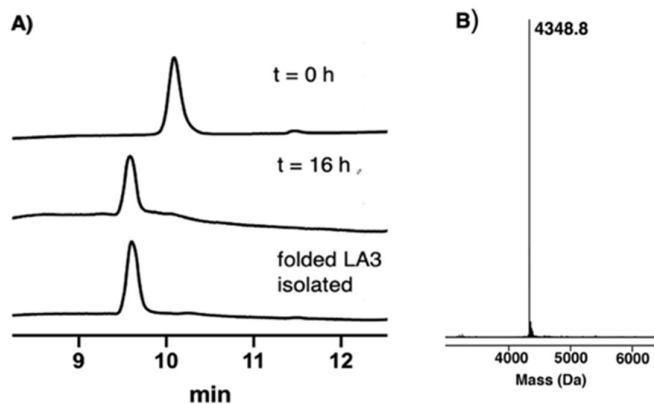 A)
t = 0 h
t = 16 h
folded LA3
isolated
9 10 11 12
min
B)
4348.8
4000 5000 6000
Mass (Da)